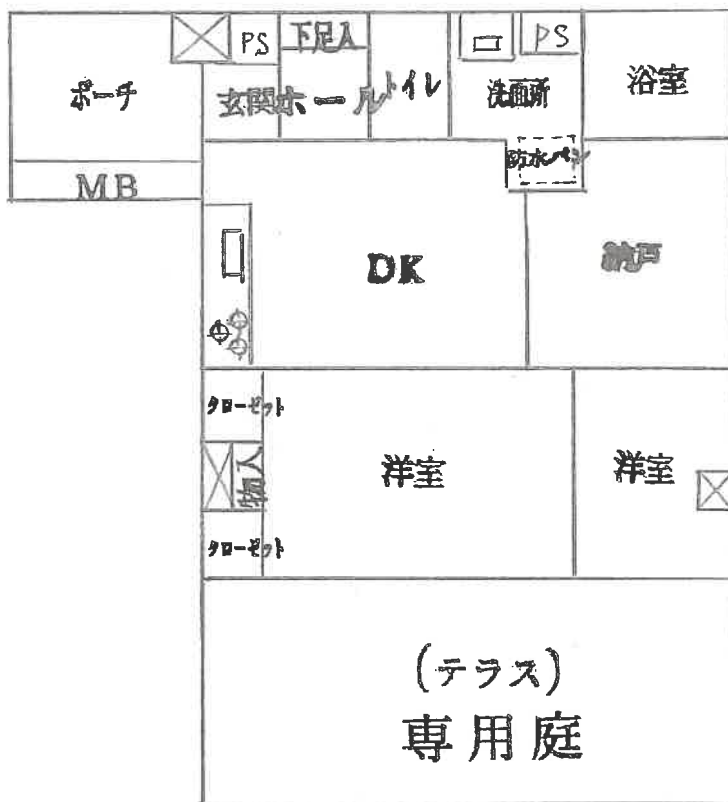 PS
下足入
PS
ポーチ
玄関ホール
トイレ
洗面所
浴室
防水パン
MB
DK
納戸
クローゼット
物入
洋室
洋室
クローゼット
(テラス)
専用庭